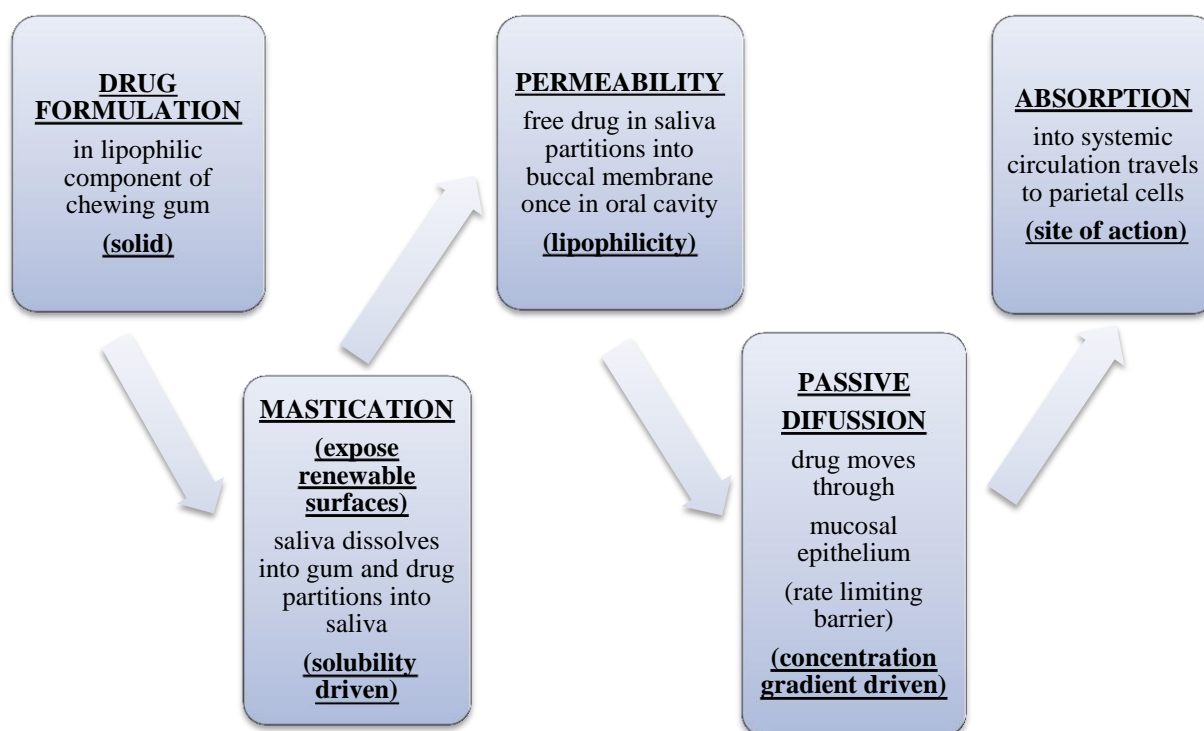 DRUG
FORMULATION
in lipophilic
component of
chewing gum
(solid)
MASTICATION
(expose
renewable
surfaces)
saliva dissolves
into gum and drug
partitions into
saliva
(solubility
driven)
PERMEABILITY
free drug in saliva
partitions into
buccal membrane
once in oral cavity
(lipophilicity)
PASSIVE
DIFUSSION
drug moves
through
mucosal
epithelium
(rate limiting
barrier)
(concentration
gradient driven)
ABSORPTION
into systemic
circulation travels
to parietal cells
(site of action)